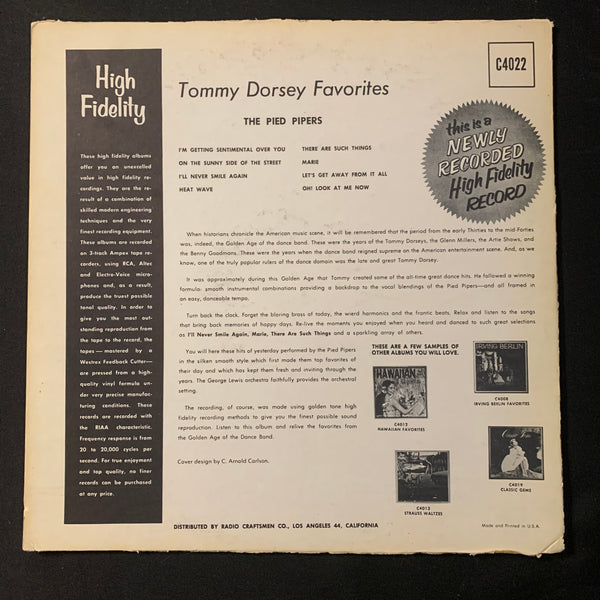 High
Fidelity
These high fidelity albums
offer you an unexcelled
value in high fidelity re-
cordings. They are the re-
sult of a combination of
skilled modern engineering
techniques and the very
finest recording equipment.
These albums are recorded
on 3-track Ampex tape re-
corders, using RCA, Altec
and Electro-Voice micro-
phones and, as a result,
produce the truest possible
tonal quality. In order to
give you the most out-
standing reproduction from
the tape to the record, the
tapes — mastered by a
Westrex Feedback Cutter—
are pressed from a high-
quality vinyl formula un-
der very precise manufac-
turing conditions. These
records are recorded with
the RIAA characteristic.
Frequency response is from
20 to 20,000 cycles per
second. For true enjoyment
and top quality, no finer
records can be purchased
at any price.
C4022
Tommy Dorsey Favorites
THE PIED PIPERS
I'M GETTING SENTIMENTAL OVER YOU
ON THE SUNNY SIDE OF THE STREET
I'LL NEVER SMILE AGAIN
HEAT WAVE
THERE ARE SUCH THINGS
MARIE
LET'S GET AWAY FROM IT ALL
OH! LOOK AT ME NOW
this is a
NEWLY
RECORDED
High Fidelity
RECORD
When historians chronicle the American music scene, it will be remembered that the period from the early Thirties to the mid-Forties
was, indeed, the Golden Age of the dance band. These were the years of the Tommy Dorseys, the Glenn Millers, the Artie Shaws, and
the Benny Goodmans. These were the years when the dance band reigned supreme on the American entertainment scene. And, as we
know, one of the truly popular rulers of the dance domain was the late and great Tommy Dorsey.
It was approximately during this Golden Age that Tommy created some of the all-time great dance hits. He followed a winning
formula: smooth instrumental combinations providing a backdrop to the vocal blendings of the Pied Pipers—and all framed in
an easy, danceable tempo.
Turn back the clock. Forget the blaring brass of today, the wierd harmonics and the frantic beats. Relax and listen to the songs
that bring back memories of happy days. Re-live the moments you enjoyed when you heard and danced to such great selections
as I'll Never Smile Again, Marie, There Are Such Things and a sparkling array of others.
You will here these hits of yesterday performed by the Pied Pipers
in the silken smooth style which first made them top favorites of
their day and which has kept them fresh and inviting through the
years. The George Lewis orchestra faithfully provides the orchestral
setting.
The recording, of course, was made using golden tone high
fidelity recording methods to give you the finest possible sound
reproduction. Listen to this album and relive the favorites from
the Golden Age of the Dance Band.
Cover design by C. Arnold Carlson.
THESE ARE A FEW SAMPLES OF
OTHER ALBUMS YOU WILL LOVE.
HAWAIIAN
C4012
HAWAIIAN FAVORITES
IRVING BERLIN
C4008
IRVING BERLIN FAVORITES
C4013
STRAUSS WALTZES
C4019
CLASSIC GEMS
DISTRIBUTED BY RADIO CRAFTSMEN CO., LOS ANGELES 44, CALIFORNIA
Made and Printed in U.S.A.